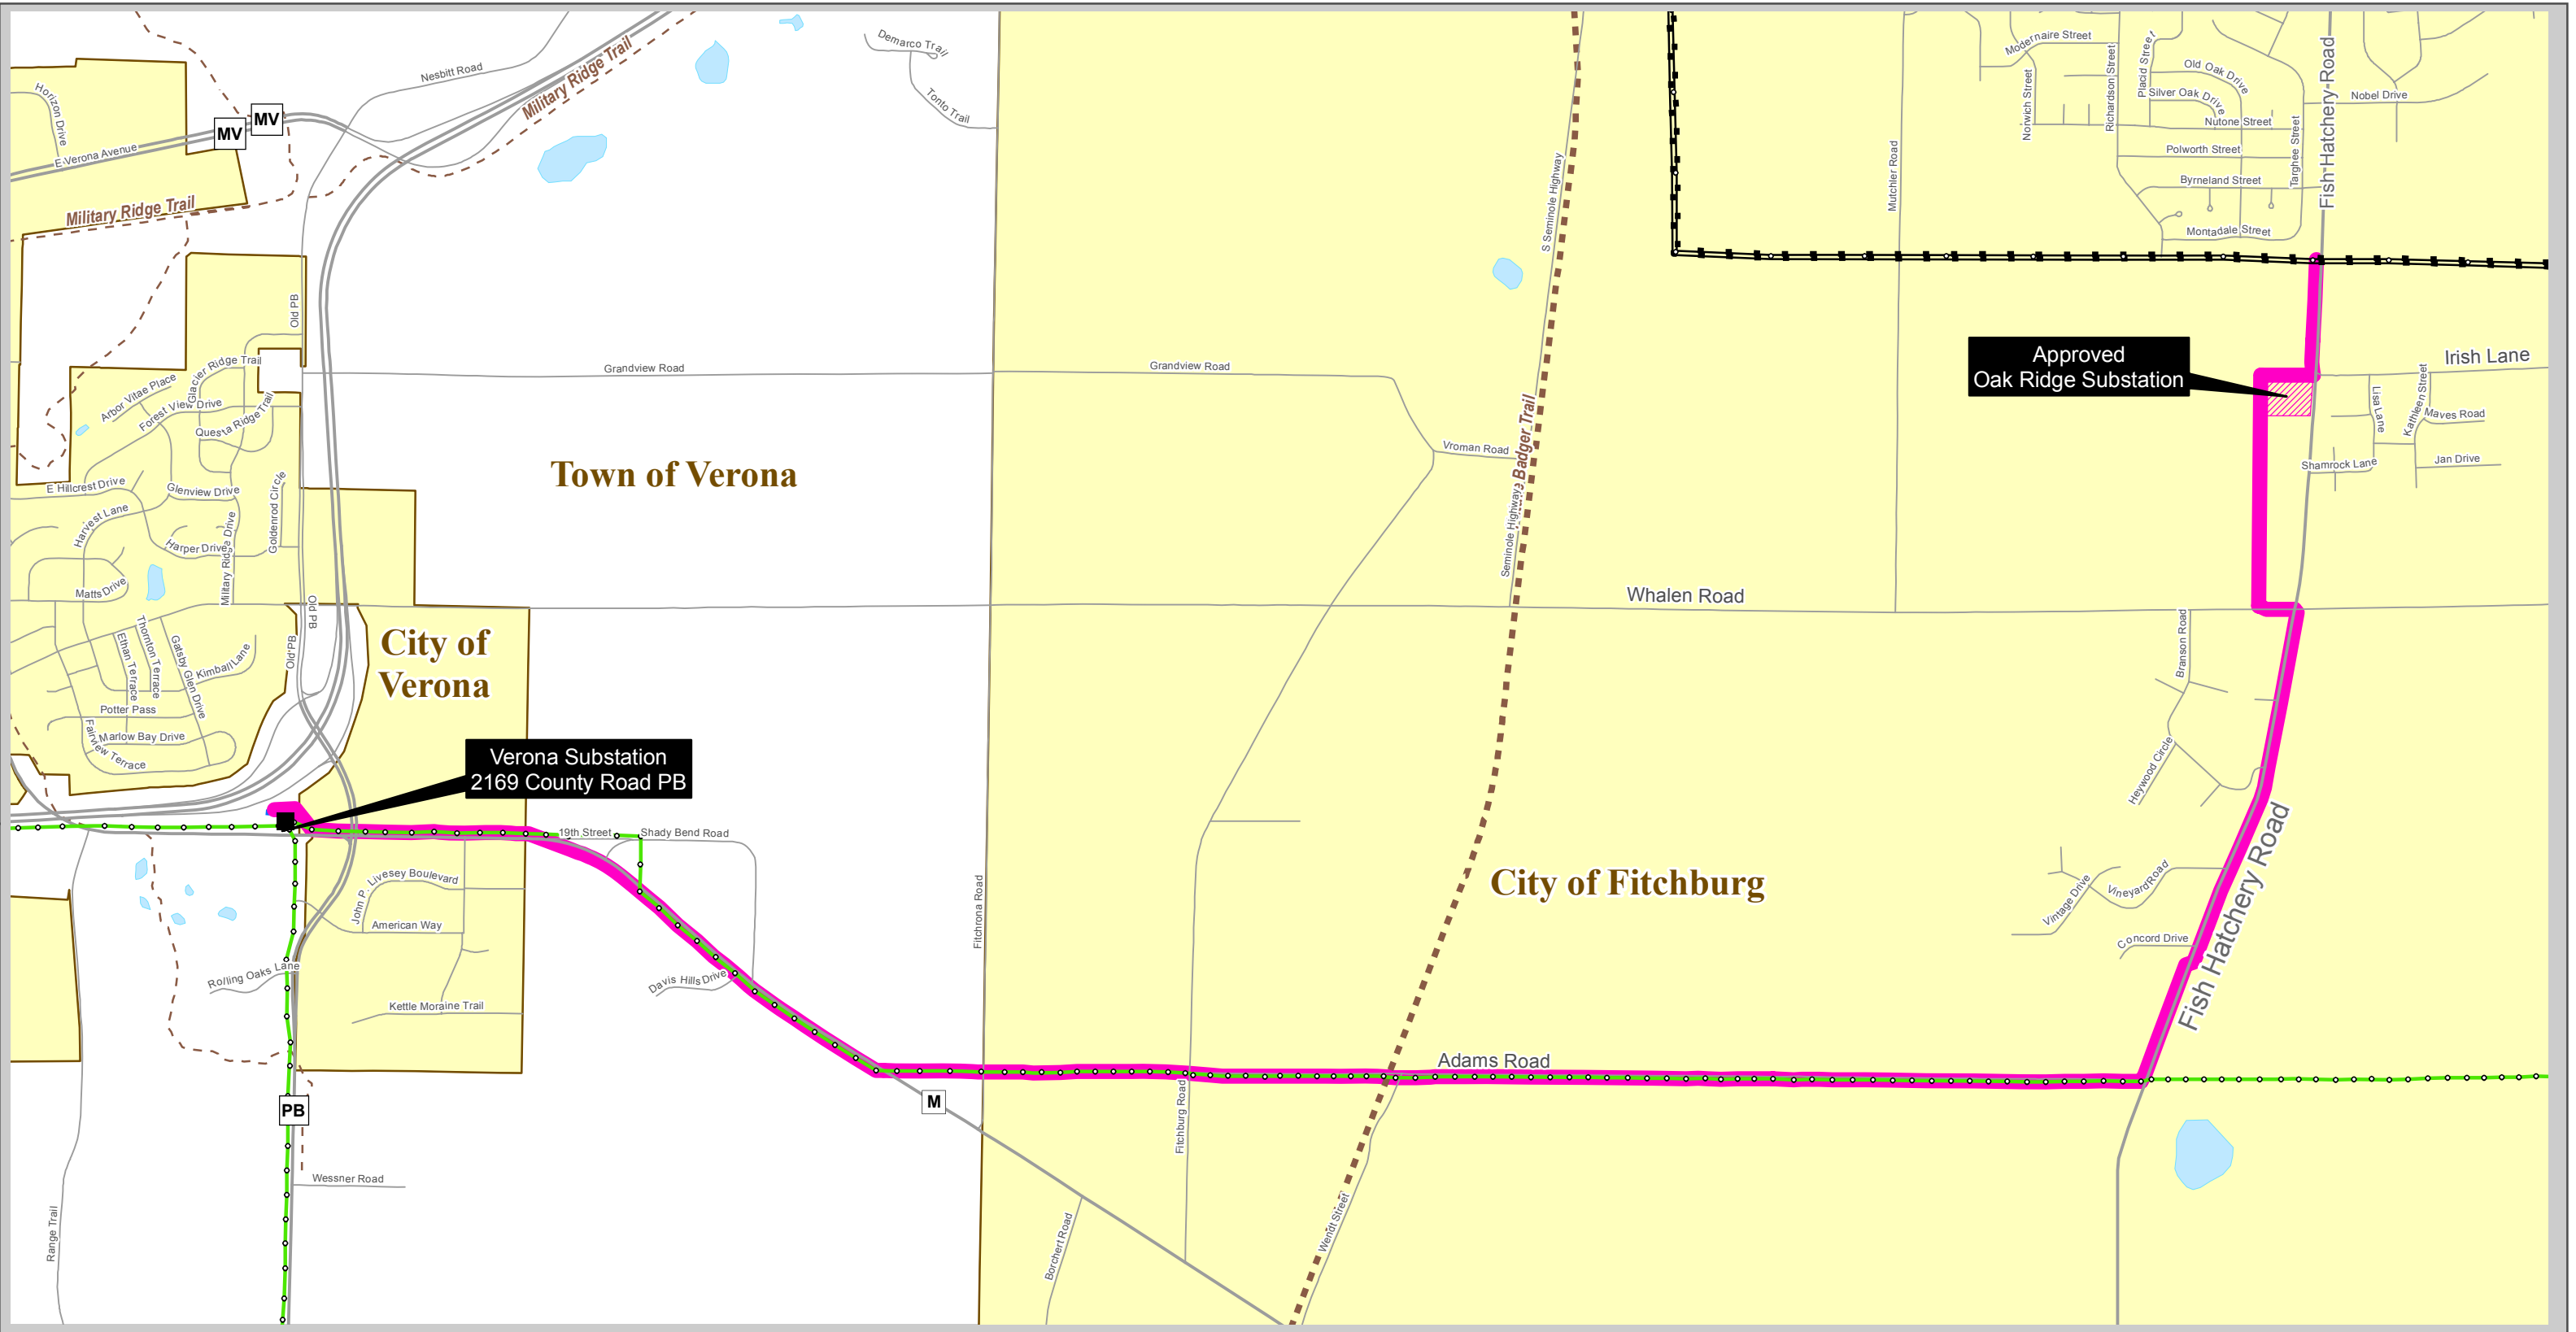 Horizon Drive
E Verona Avenue
MV
MV
Nesbitt Road
Military Ridge Trail
Military Ridge Trail
Demarco Trail
Tonto Trail
S Seminole Highway
Mutchler Road
Modernaire Street
Norwich Street
Richardson Street
Placid Street
Old Oak Drive
Silver Oak Drive
Nutone Street
Polworth Street
Byrneland Street
Targhee Street
Montadale Street
Fish Hatchery Road
Nobel Drive
Old PB
Glacier Ridge Trail
Arbor Vitae Place
Forest View Drive
Questa Ridge Trail
Grandview Road
Grandview Road
Vroman Road
Badger Trail
Seminole Highway
Approved
Oak Ridge Substation
Irish Lane
Lisa Lane
Kathleen Street
Maves Road
Shamrock Lane
Jan Drive
Town of Verona
E Hillcrest Drive
Glenview Drive
Goldenrod Circle
Harvest Lane
Harper Drive
Military Ridge Drive
Matts Drive
Old PB
Old PB
Whalen Road
City of
Verona
Thornton Terrace
Ethan Terrace
Gatsby Glen Drive
Kimball Lane
Potter Pass
Marlow Bay Drive
Fairview Terrace
Branson Road
Heywood Circle
Verona Substation
2169 County Road PB
19th Street
Shady Bend Road
John P. Livesey Boulevard
American Way
Rolling Oaks Lane
Kettle Moraine Trail
Davis Hills Drive
Fitchrona Road
City of Fitchburg
Vintage Drive
Vineyard Road
Concord Drive
Fish Hatchery Road
Adams Road
M
PB
Fitchburg Road
Wessner Road
Range Trail
Borchert Road
Wendt Street